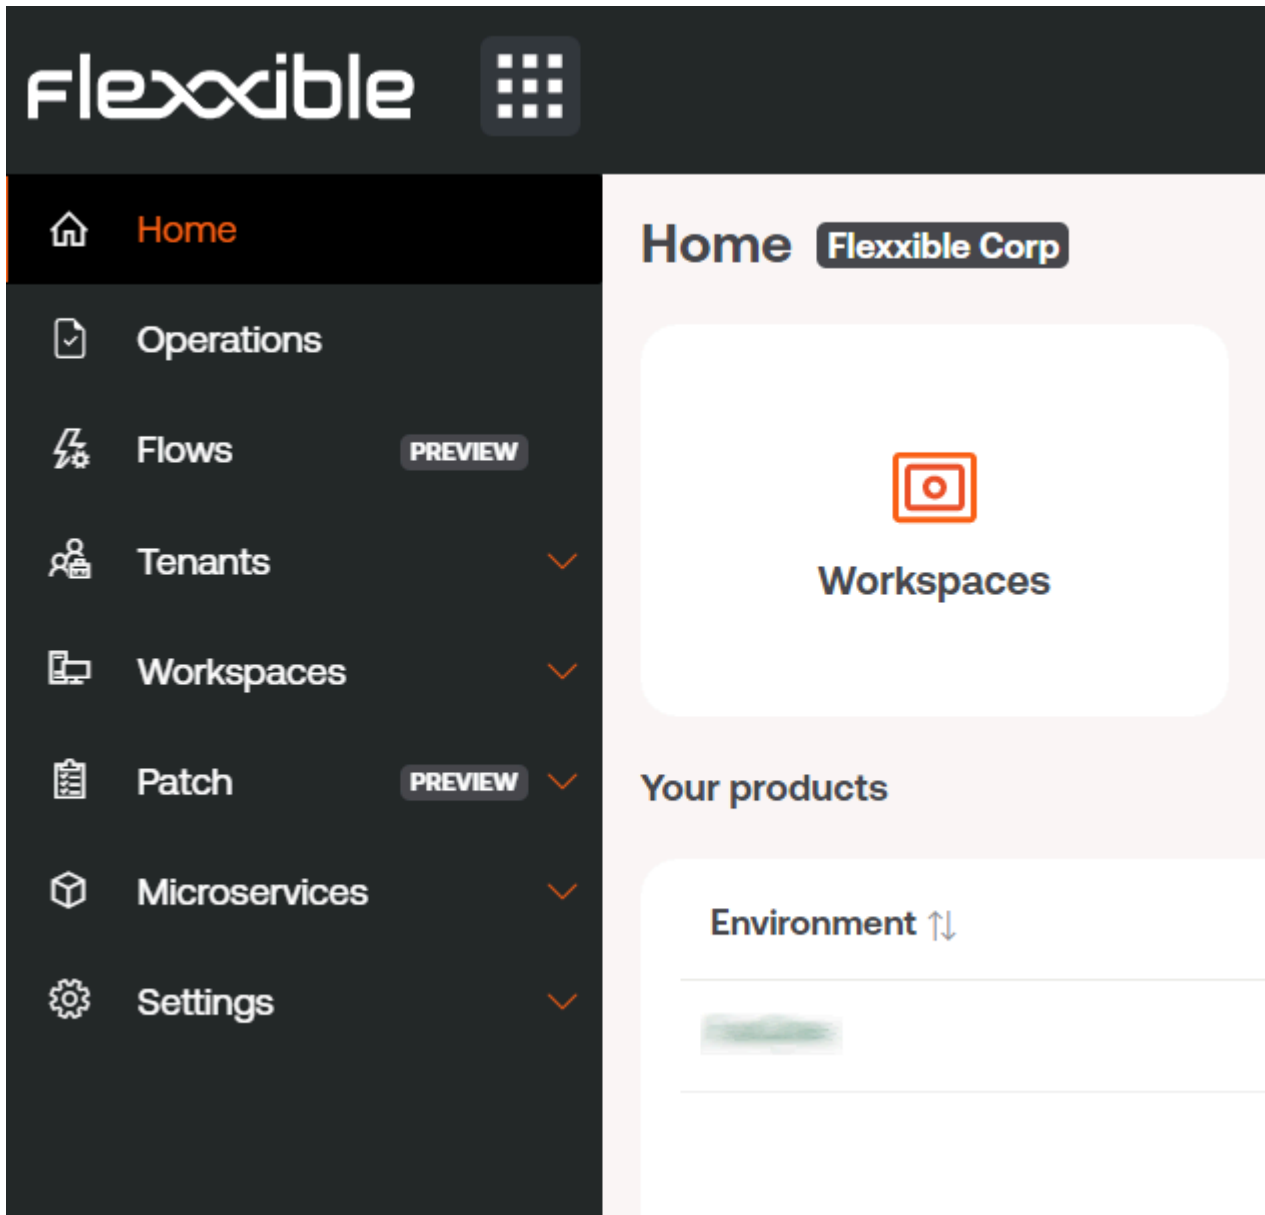 Flexxible
Home
Operations
Flows PREVIEW
Tenants
Workspaces
Patch PREVIEW
Microservices
Settings
Home Flexxible Corp
Workspaces
Your products
Environment